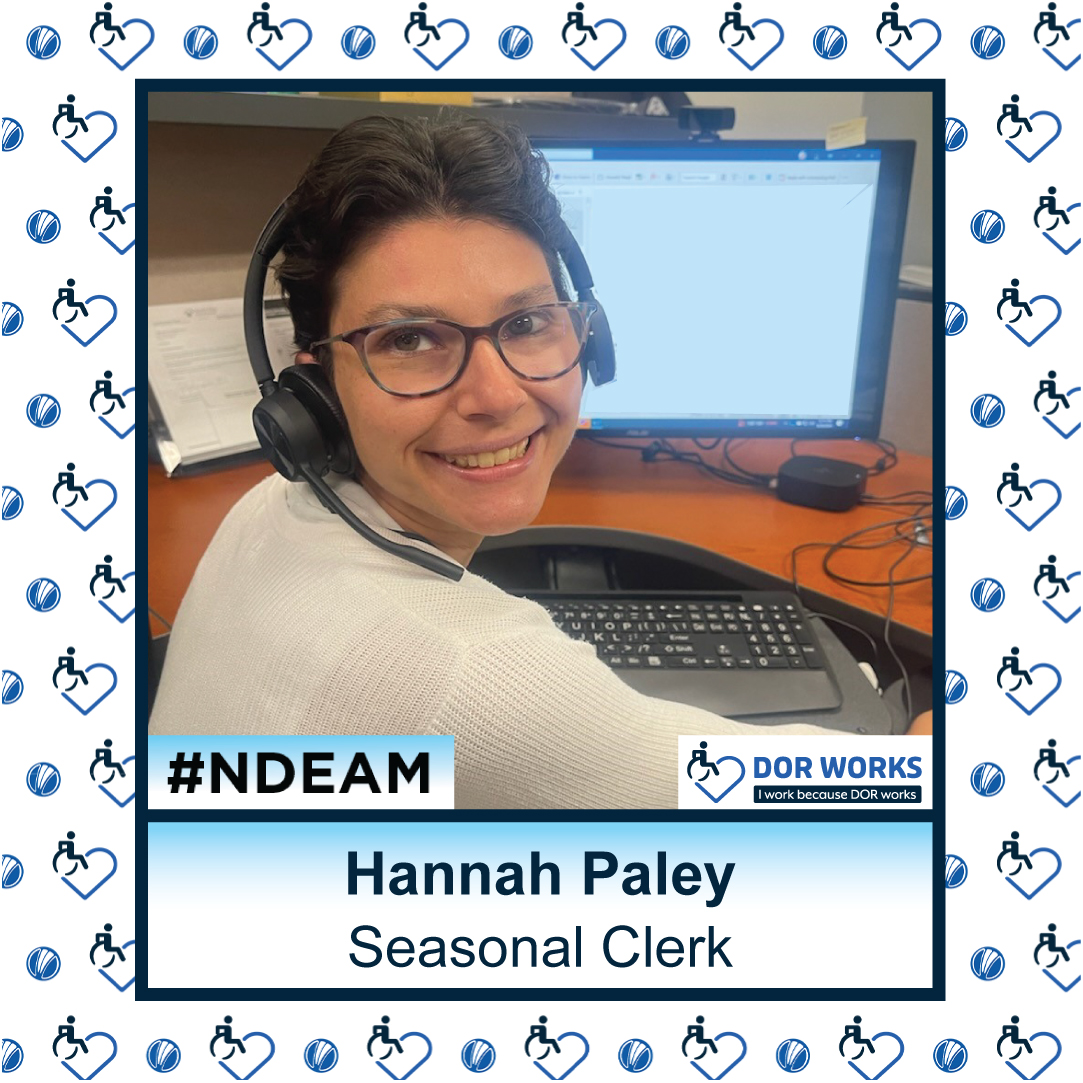 #NDEAM
DOR WORKS
I work because DOR works
Hannah Paley
Seasonal Clerk